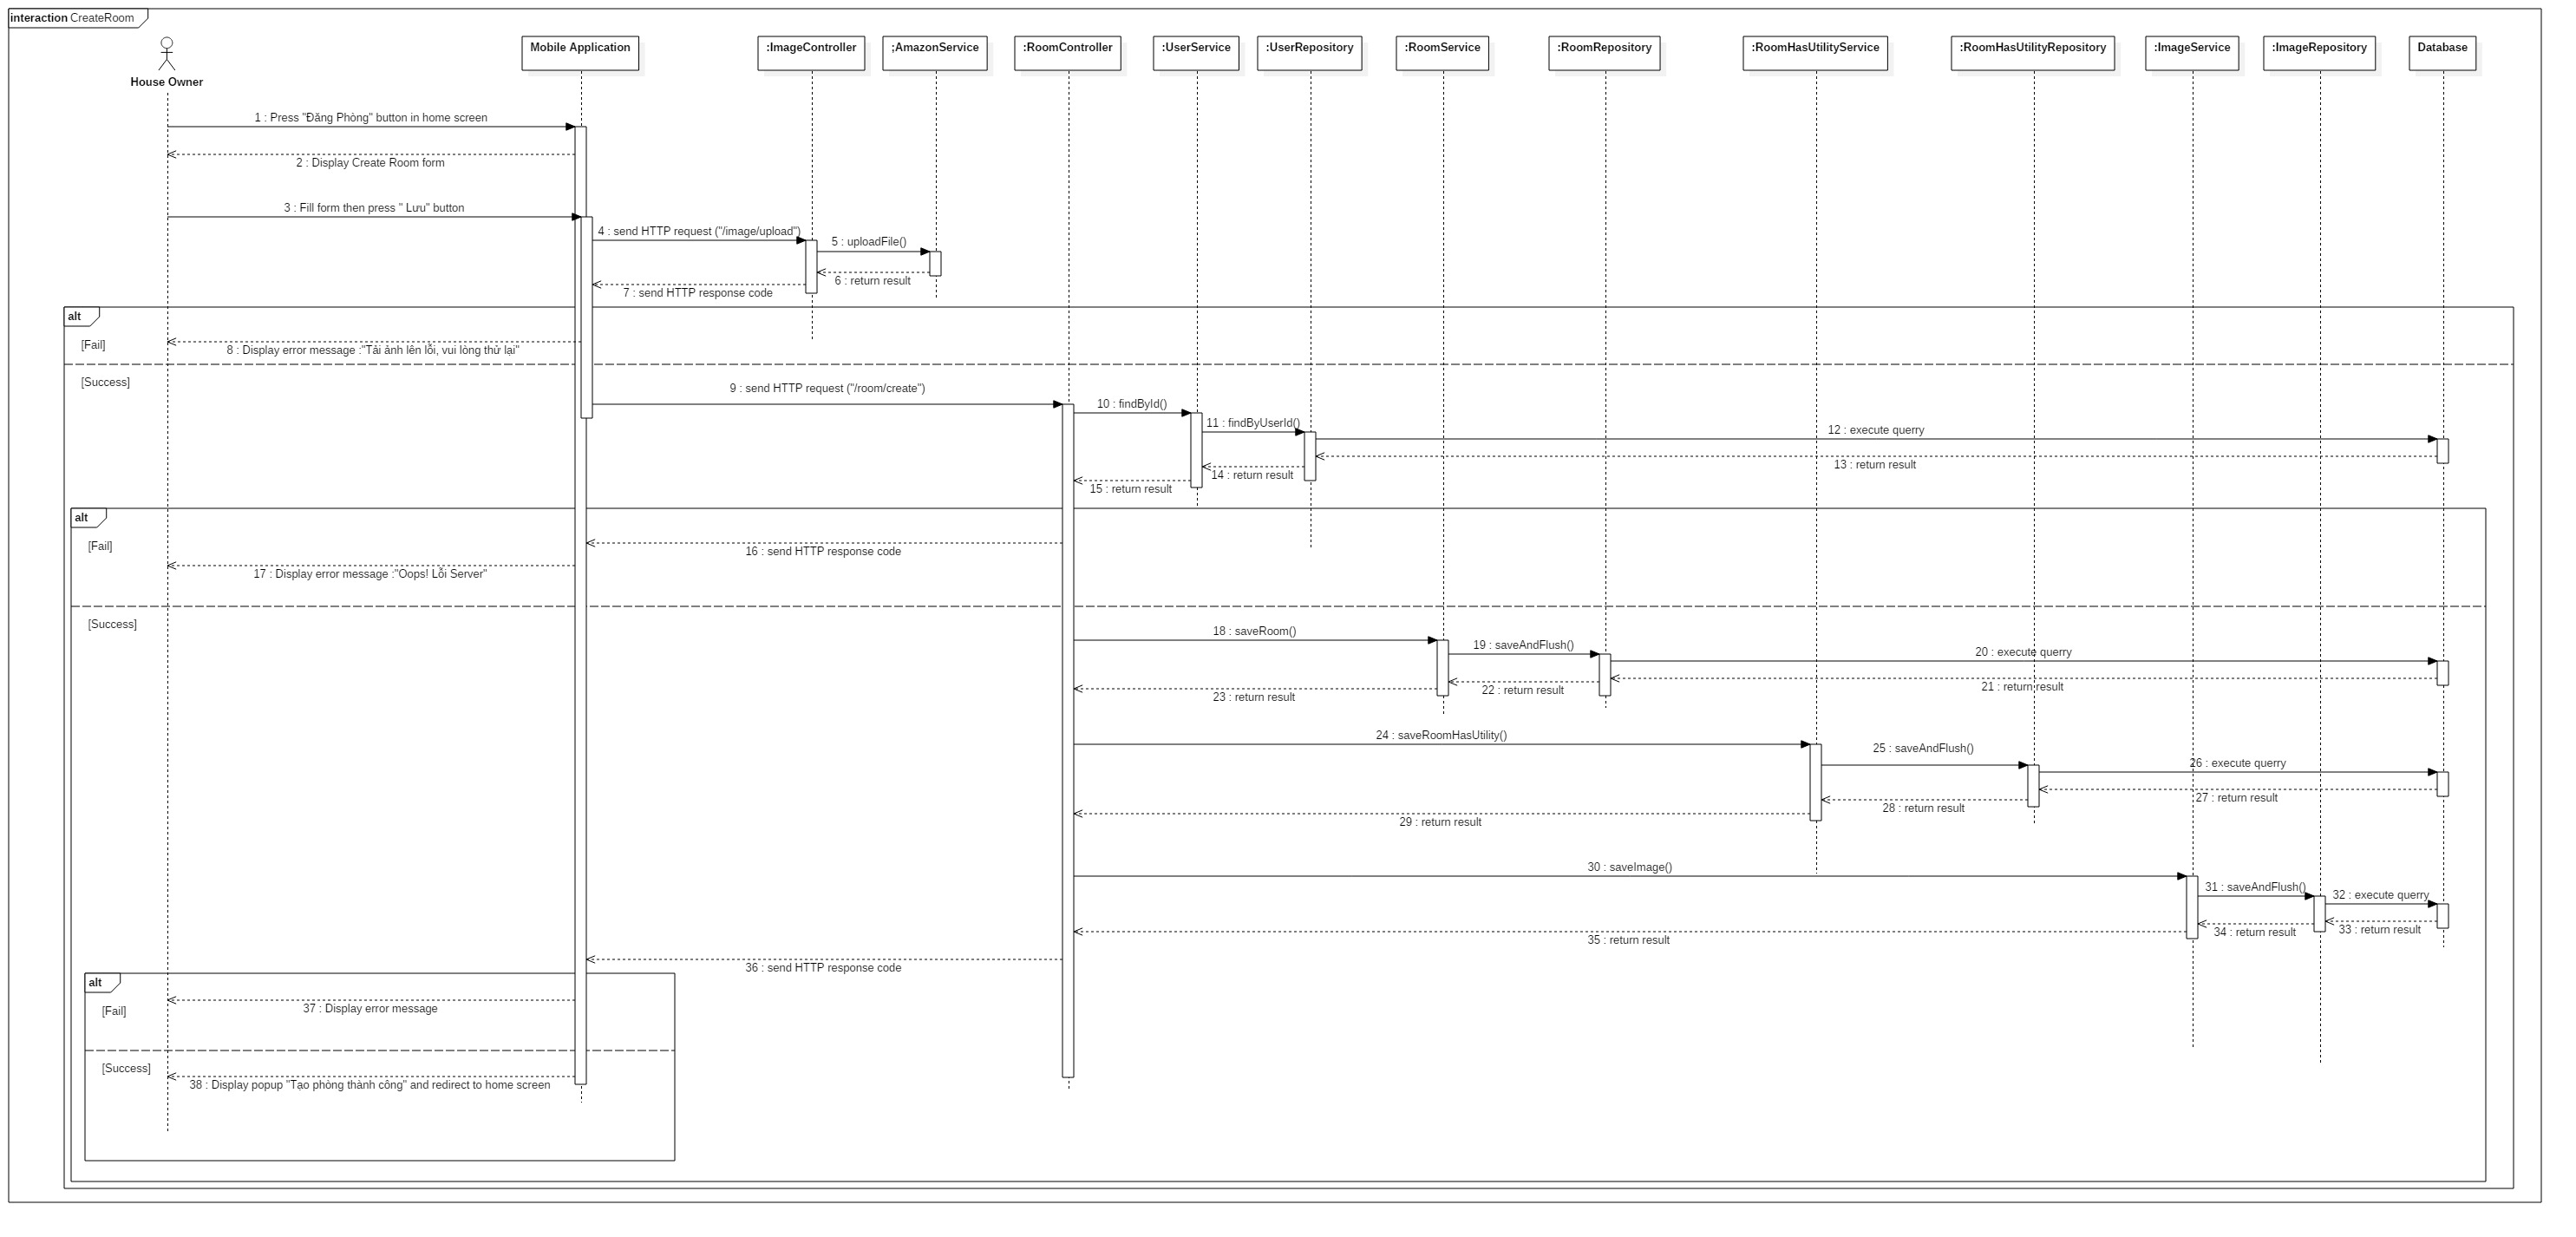 interaction CreateRoom
House Owner
Mobile Application
:ImageController
;AmazonService
:RoomController
:UserService
:UserRepository
:RoomService
:RoomRepository
:RoomHasUtilityService
:RoomHasUtilityRepository
:ImageService
:ImageRepository
Database
1 : Press "Đăng Phòng" button in home screen
2 : Display Create Room form
3 : Fill form then press " Lưu" button
4 : send HTTP request ("/image/upload")
5 : uploadFile()
6 : return result
7 : send HTTP response code
alt
[Fail]
8 : Display error message :"Tải ảnh lên lỗi, vui lòng thử lại"
[Success]
9 : send HTTP request ("/room/create")
10 : findById()
11 : findByUserId()
12 : execute querry
13 : return result
14 : return result
15 : return result
alt
[Fail]
16 : send HTTP response code
17 : Display error message :"Oops! Lỗi Server"
[Success]
18 : saveRoom()
19 : saveAndFlush()
20 : execute querry
21 : return result
22 : return result
23 : return result
24 : saveRoomHasUtility()
25 : saveAndFlush()
26 : execute querry
27 : return result
28 : return result
29 : return result
30 : saveImage()
31 : saveAndFlush()
32 : execute querry
33 : return result
34 : return result
35 : return result
36 : send HTTP response code
alt
[Fail]
37 : Display error message
[Success]
38 : Display popup "Tạo phòng thành công" and redirect to home screen